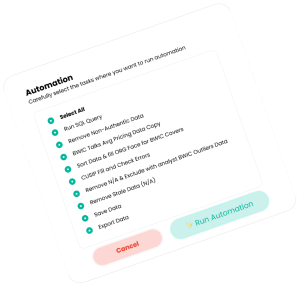 Automation
Carefully select the tasks where you want to run automation
Select All
Run SQL Query
Remove Non-Authentic Data
BWIC Talks Avg Pricing Data Copy
Sort Data & fill ORG Face for BWIC Covers
CUSIP Fill and Check Errors
Remove N/A & Exclude with analyst BWIC Outliers Data
Remove Stale Data (N/A)
Save Data
Export Data
Cancel
Run Automation